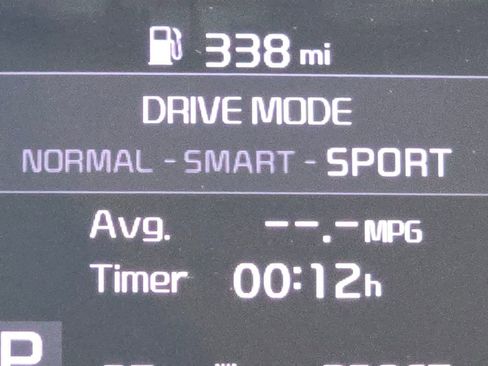 338 mi
DRIVE MODE
NORMAL - SMART - SPORT
Avg. --.- MPG
Timer 00:12h
P